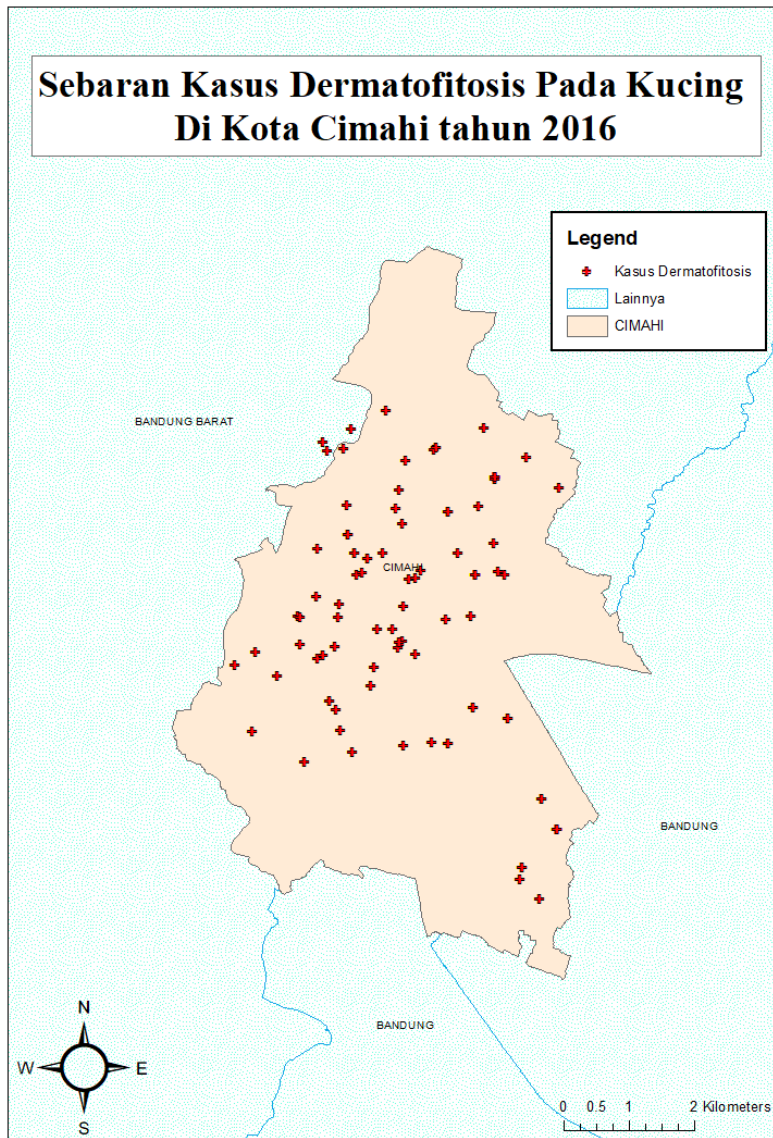 Sebaran Kasus Dermatofitosis Pada Kucing
Di Kota Cimahi tahun 2016
Legend
Kasus Dermatofitosis
Lainnya
CIMAHI
BANDUNG BARAT
CIMAHI
BANDUNG
BANDUNG
N
W E
S
0 0.5 1 2 Kilometers